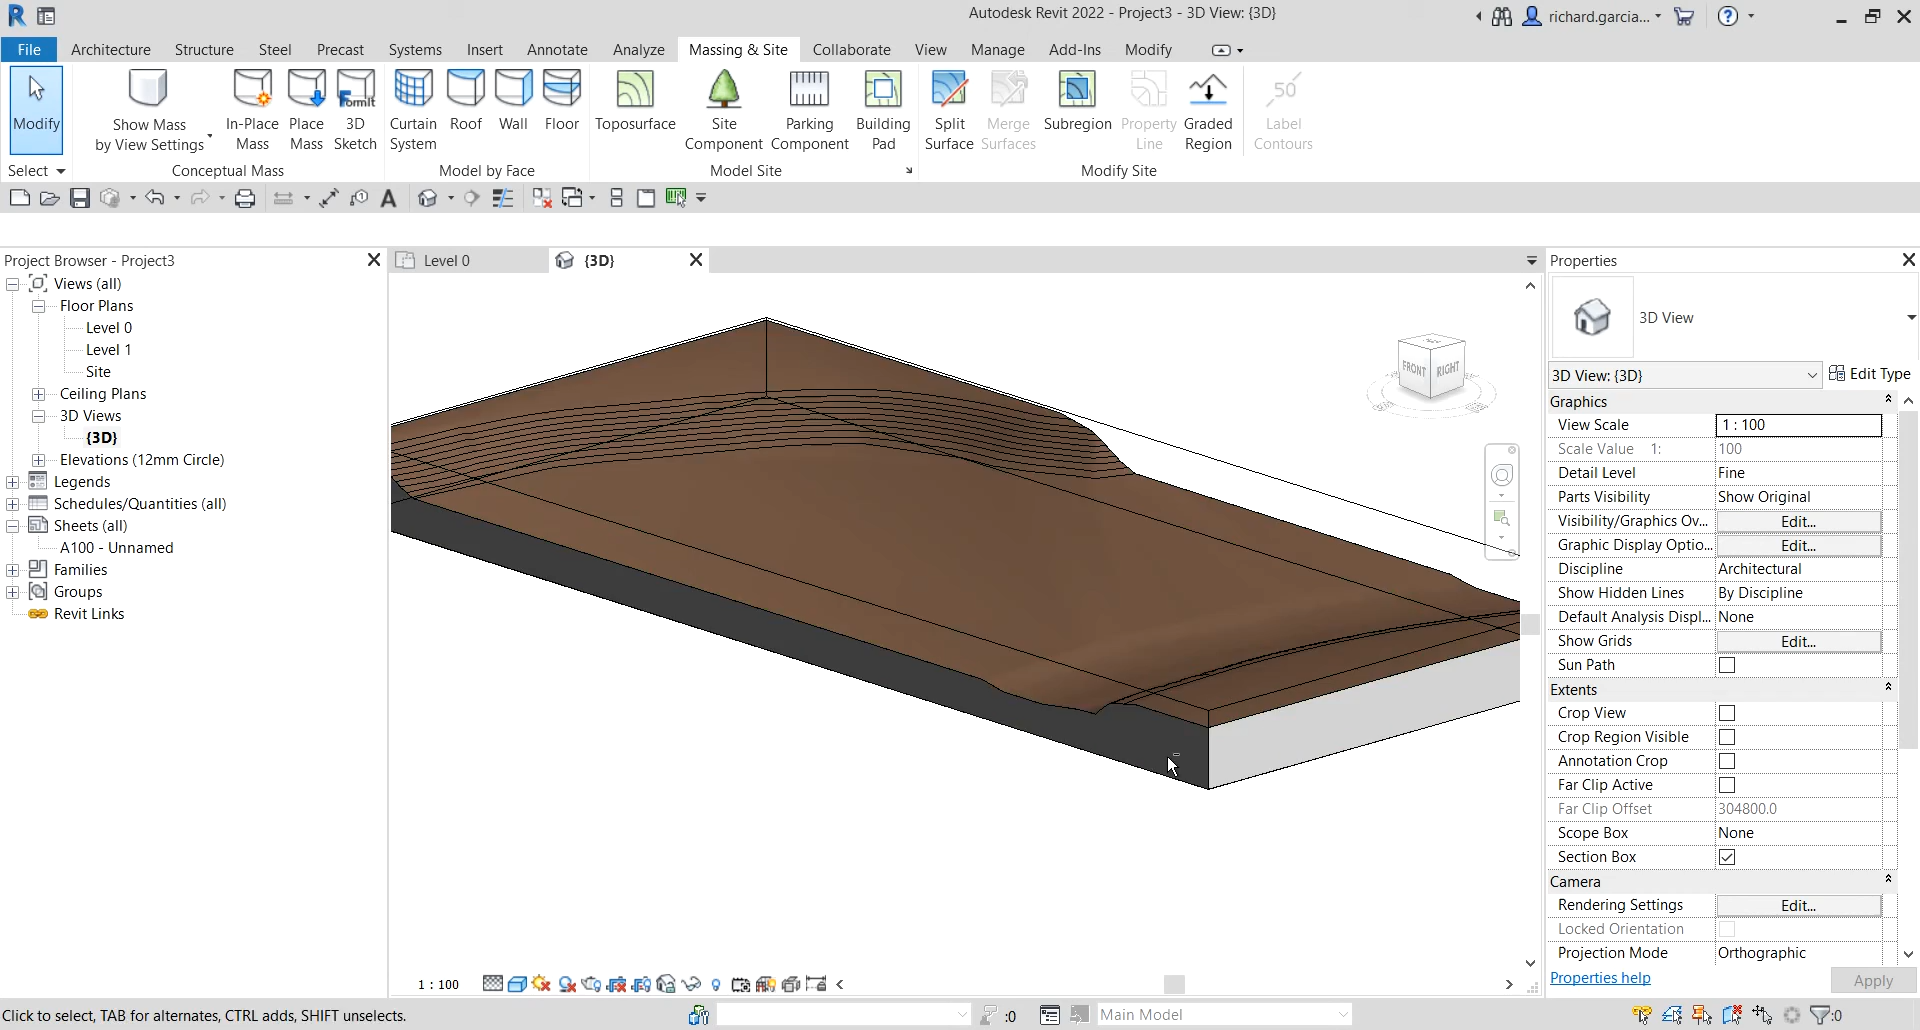 Autodesk Revit 2022 - Project3 - 3D View: {3D}
richard.garcia...
File Architecture Structure Steel Precast Systems Insert Annotate Analyze Massing & Site Collaborate View Manage Add-Ins Modify
Modify
Show Mass
by View Settings
In-Place
Mass
Place
Mass
FormIt
3D
Sketch
Curtain
System
Roof
Wall
Floor
Toposurface
Site
Component
Parking
Component
Building
Pad
Split
Surface
Merge
Surfaces
Subregion
Property
Line
Graded
Region
50
Label
Contours
Select
Conceptual Mass
Model by Face
Model Site
Modify Site
Project Browser - Project3
Views (all)
Floor Plans
Level 0
Level 1
Site
Ceiling Plans
3D Views
{3D}
Elevations (12mm Circle)
Legends
Schedules/Quantities (all)
Sheets (all)
A100 - Unnamed
Families
Groups
Revit Links
Level 0
{3D}
FRONT
RIGHT
Properties
3D View
3D View: {3D}
Edit Type
Graphics
View Scale 1 : 100
Scale Value 1: 100
Detail Level Fine
Parts Visibility Show Original
Visibility/Graphics Ov... Edit...
Graphic Display Optio... Edit...
Discipline Architectural
Show Hidden Lines By Discipline
Default Analysis Displ... None
Show Grids Edit...
Sun Path
Extents
Crop View
Crop Region Visible
Annotation Crop
Far Clip Active
Far Clip Offset 304800.0
Scope Box None
Section Box
Camera
Rendering Settings Edit...
Locked Orientation
Projection Mode Orthographic
Properties help
Apply
1 : 100
Click to select, TAB for alternates, CTRL adds, SHIFT unselects.
:0
Main Model
:0